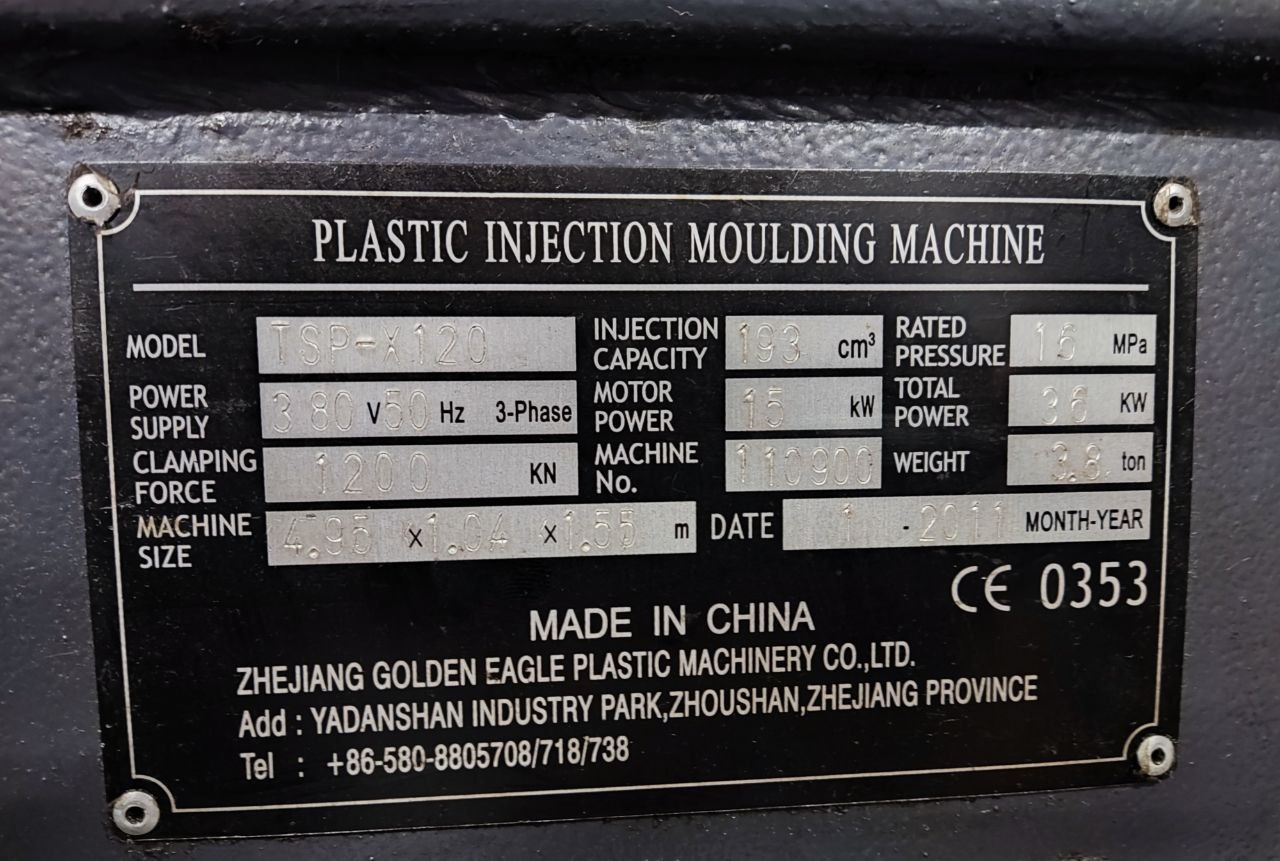 PLASTIC INJECTION MOULDING MACHINE
MODEL TSP-X120 INJECTION CAPACITY 193 cm³ RATED PRESSURE 16 MPa
POWER SUPPLY 380 V 50 Hz 3-Phase MOTOR POWER 15 kW TOTAL POWER 36 KW
CLAMPING FORCE 1200 KN MACHINE No. 110900 WEIGHT 3.8 ton
MACHINE SIZE 4.95 x 1.04 x 1.55 m DATE 1 - 2011 MONTH-YEAR
CE 0353
MADE IN CHINA
ZHEJIANG GOLDEN EAGLE PLASTIC MACHINERY CO.,LTD.
Add : YADANSHAN INDUSTRY PARK,ZHOUSHAN,ZHEJIANG PROVINCE
Tel : +86-580-8805708/718/738